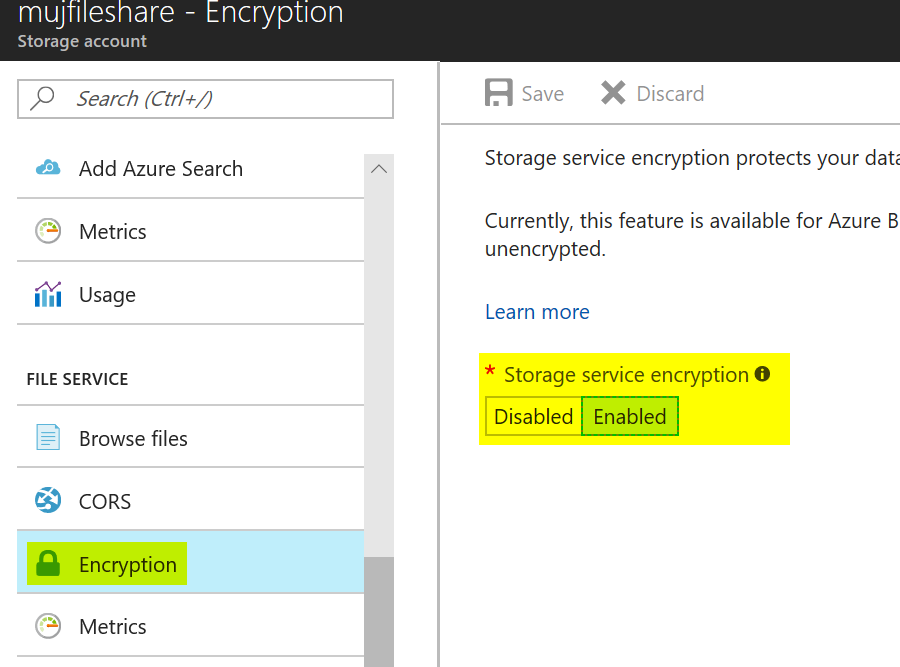 mujfileshare - Encryption
Storage account
Search (Ctrl+/)
Add Azure Search
Metrics
Usage
FILE SERVICE
Browse files
CORS
Encryption
Metrics
Save
Discard
Storage service encryption protects your data
Currently, this feature is available for Azure B
unencrypted.
Learn more
* Storage service encryption
Disabled
Enabled